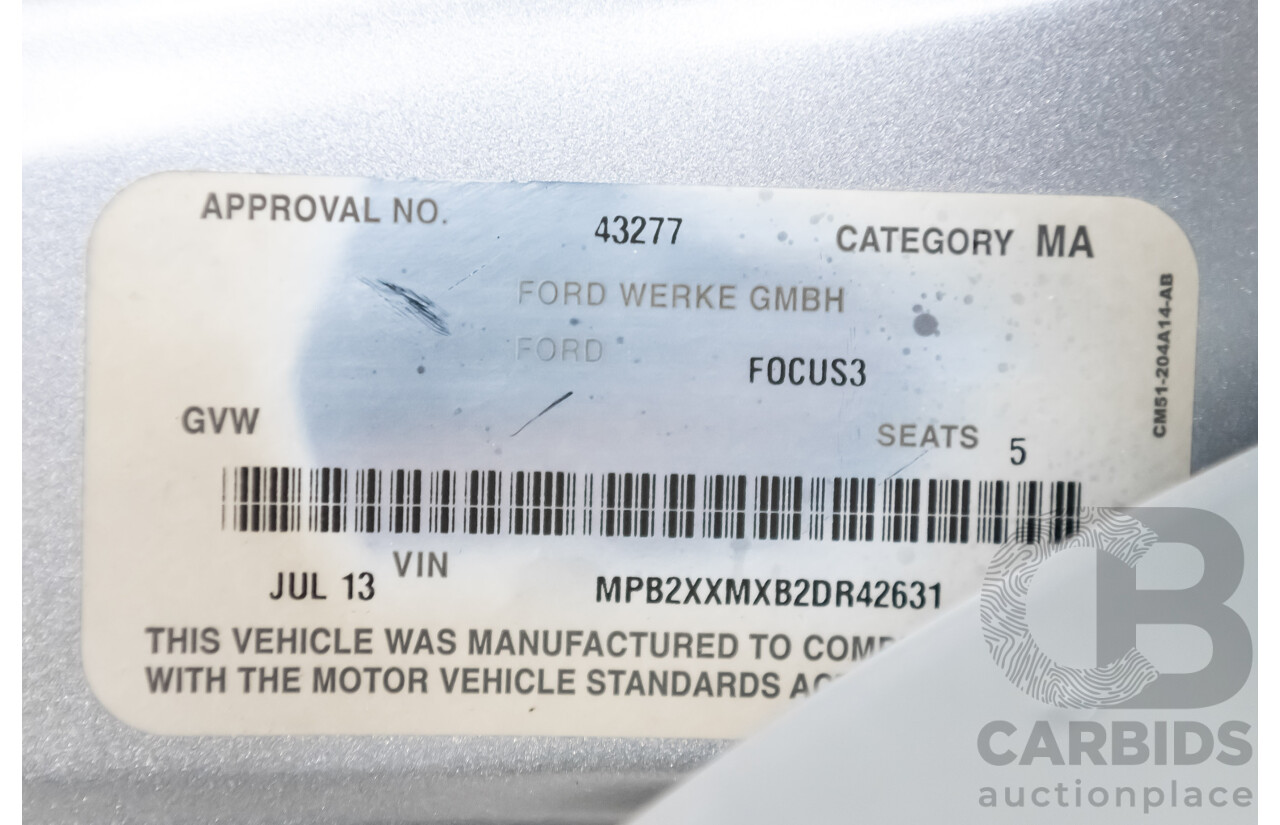 APPROVAL NO. 43277 CATEGORY MA
FORD WERKE GMBH
FORD FOCUS3
GVW SEATS 5
VIN
JUL 13 MPB2XXMXB2DR42631
THIS VEHICLE WAS MANUFACTURED TO
WITH THE MOTOR VEHICLE STANDARDS
CM51-204A14-AB
CARBIDS
auctionplace